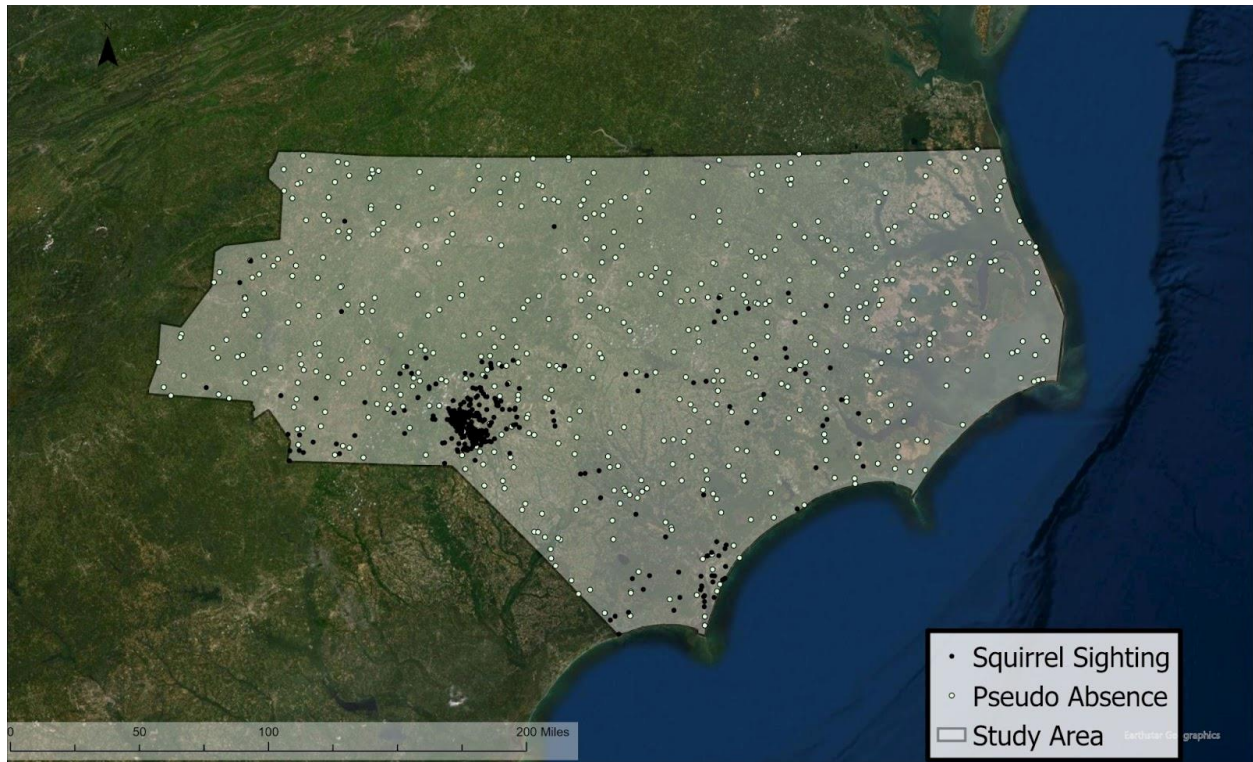 Squirrel Sighting
Pseudo Absence
Study Area
Earthstar Geographics
0 50 100 200 Miles